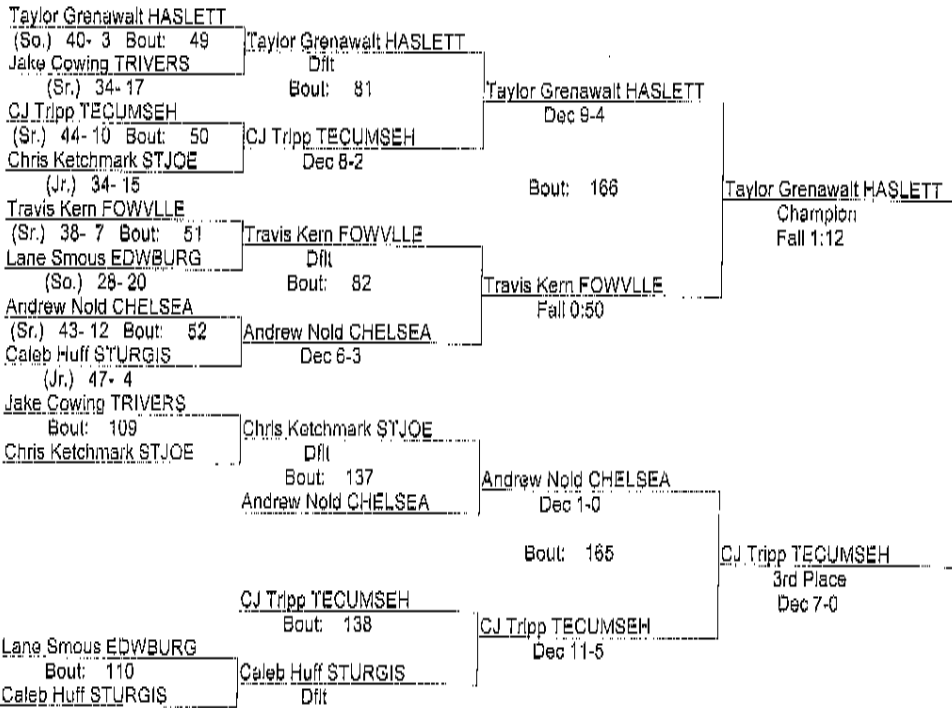 Taylor Grenawalt HASLETT
(So.) 40- 3 Bout: 49
Jake Cowing TRIVERS
(Sr.) 34- 17
CJ Tripp TECUMSEH
(Sr.) 44- 10 Bout: 50
Chris Ketchmark STJOE
(Jr.) 34- 15
Travis Kern FOWVLLE
(Sr.) 38- 7 Bout: 51
Lane Smous EDWBURG
(So.) 28- 20
Andrew Nold CHELSEA
(Sr.) 43- 12 Bout: 52
Caleb Huff STURGIS
(Jr.) 47- 4
Taylor Grenawalt HASLETT
Dflt
Bout: 81
CJ Tripp TECUMSEH
Dec 8-2
Travis Kern FOWVLLE
Dflt
Bout: 82
Andrew Nold CHELSEA
Dec 6-3
Taylor Grenawalt HASLETT
Dec 9-4
Bout: 166
Travis Kern FOWVLLE
Fall 0:50
Taylor Grenawalt HASLETT
Champion
Fall 1:12
Jake Cowing TRIVERS
Bout: 109
Chris Ketchmark STJOE
Lane Smous EDWBURG
Bout: 110
Caleb Huff STURGIS
Chris Ketchmark STJOE
Dflt
Bout: 137
Andrew Nold CHELSEA
CJ Tripp TECUMSEH
Bout: 138
Caleb Huff STURGIS
Dflt
Andrew Nold CHELSEA
Dec 1-0
Bout: 165
CJ Tripp TECUMSEH
Dec 11-5
CJ Tripp TECUMSEH
3rd Place
Dec 7-0